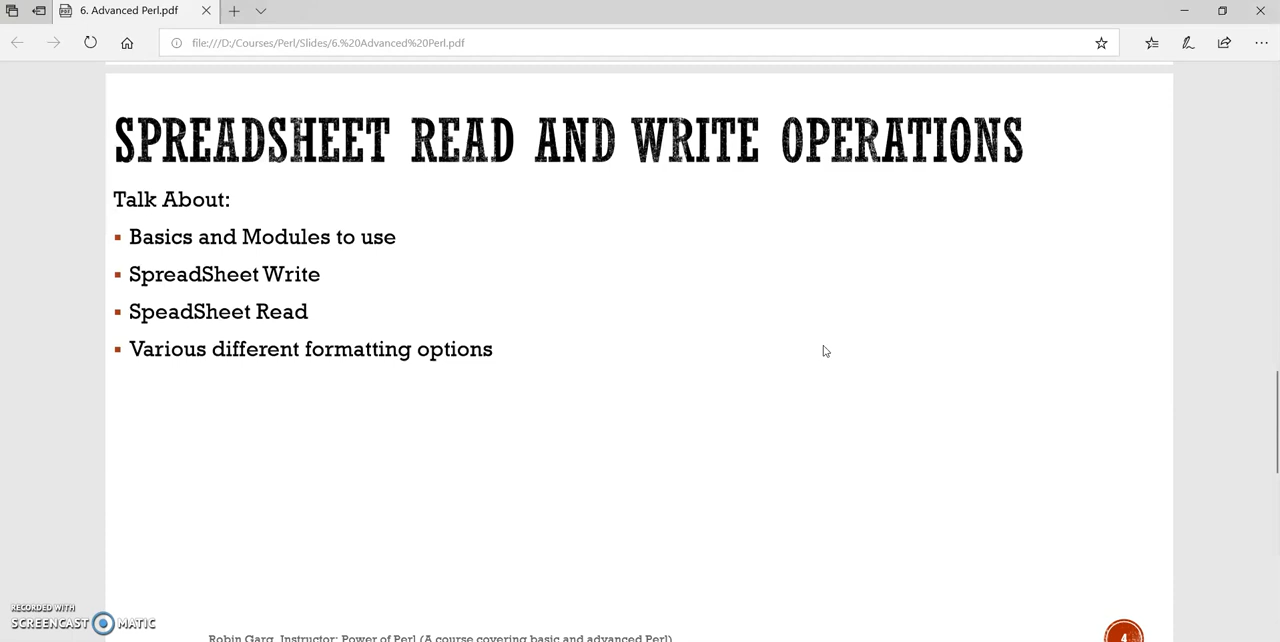 6. Advanced Perl.pdf
file:///D:/Courses/Perl/Slides/6.%20Advanced%20Perl.pdf
SPREADSHEET READ AND WRITE OPERATIONS
Talk About:
Basics and Modules to use
SpreadSheet Write
SpeadSheet Read
Various different formatting options
RECORDED WITH
SCREENCAST MATIC
Robin Garg, Instructor: Power of Perl (A course covering basic and advanced Perl)
4